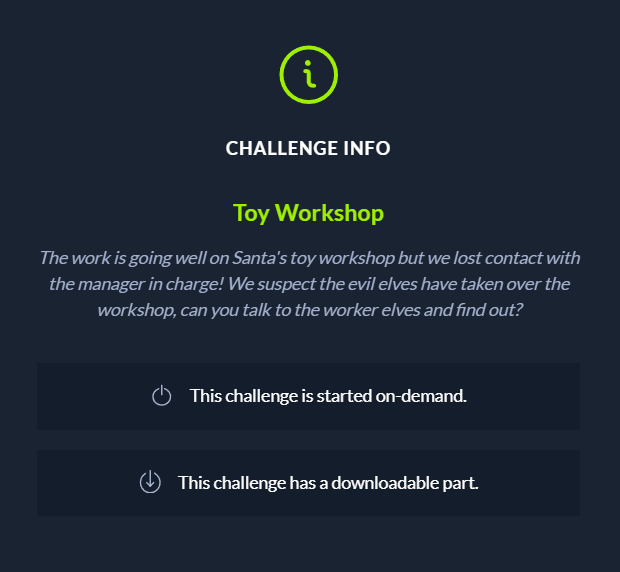 CHALLENGE INFO
Toy Workshop
The work is going well on Santa's toy workshop but we lost contact with
the manager in charge! We suspect the evil elves have taken over the
workshop, can you talk to the worker elves and find out?
This challenge is started on-demand.
This challenge has a downloadable part.